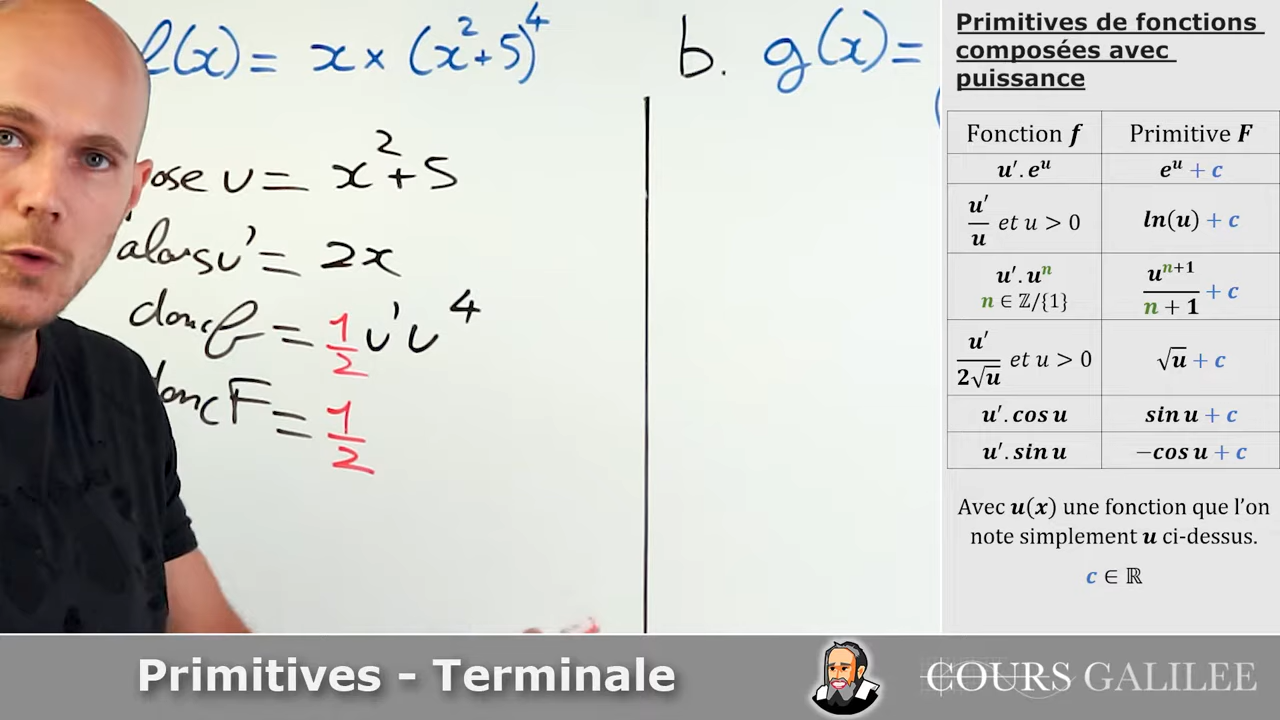 f(x) = x × (x²+5)⁴
b. g(x) =
ose u = x²+5
alors u' = 2x
donc f = 1/2 u' u⁴
donc F = 1/2
Primitives de fonctions
composées avec
puissance
Fonction f Primitive F
u'. eᵘ eᵘ + c
u'/u et u > 0 ln(u) + c
u'. uⁿ uⁿ⁺¹/n + 1 + c
n ∈ ℤ/{1}
u'/2√u et u > 0 √u + c
u'. cos u sin u + c
u'. sin u −cos u + c
Avec u(x) une fonction que l'on
note simplement u ci-dessus.
c ∈ ℝ
Primitives - Terminale
COURS GALILEE